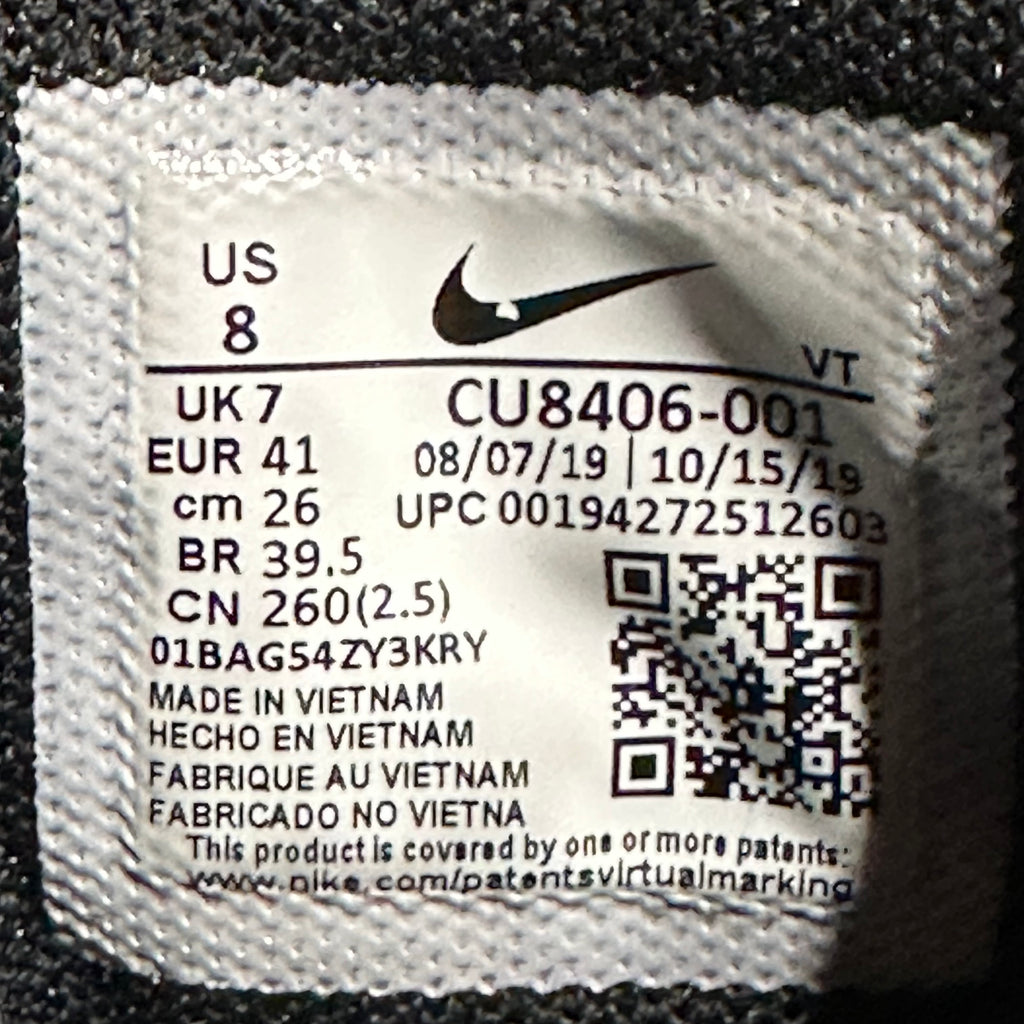 US
8
VT
UK 7
CU8406-001
EUR 41
08/07/19 | 10/15/19
cm 26
UPC 00194272512603
BR 39.5
CN 260(2.5)
01BAG54ZY3KRY
MADE IN VIETNAM
HECHO EN VIETNAM
FABRIQUE AU VIETNAM
FABRICADO NO VIETNA
This product is covered by one or more patents:
www.nike.com/patentsvirtualmarking